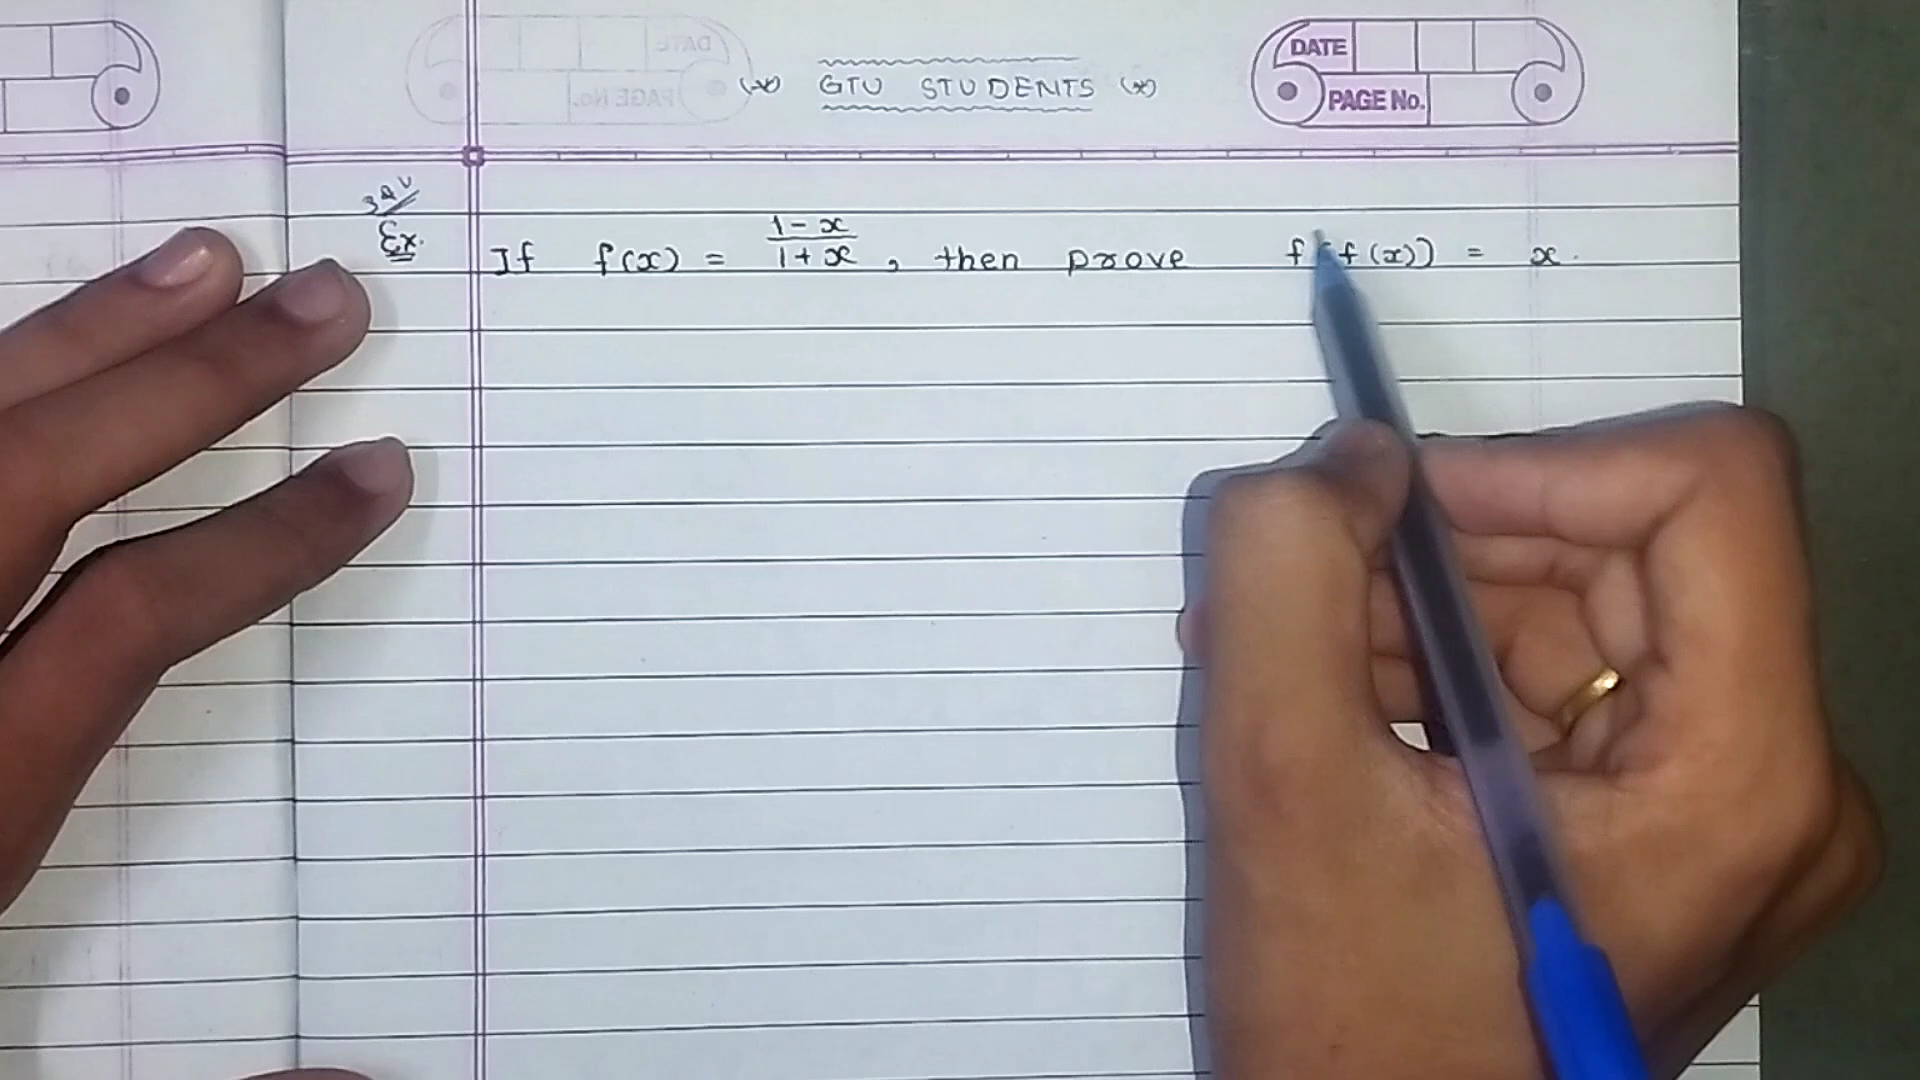 DATE
(*) GTU STUDENTS (*)
PAGE No.
Ex.
If f(x) = 1-x / 1+x , then prove f[f(x)] = x.